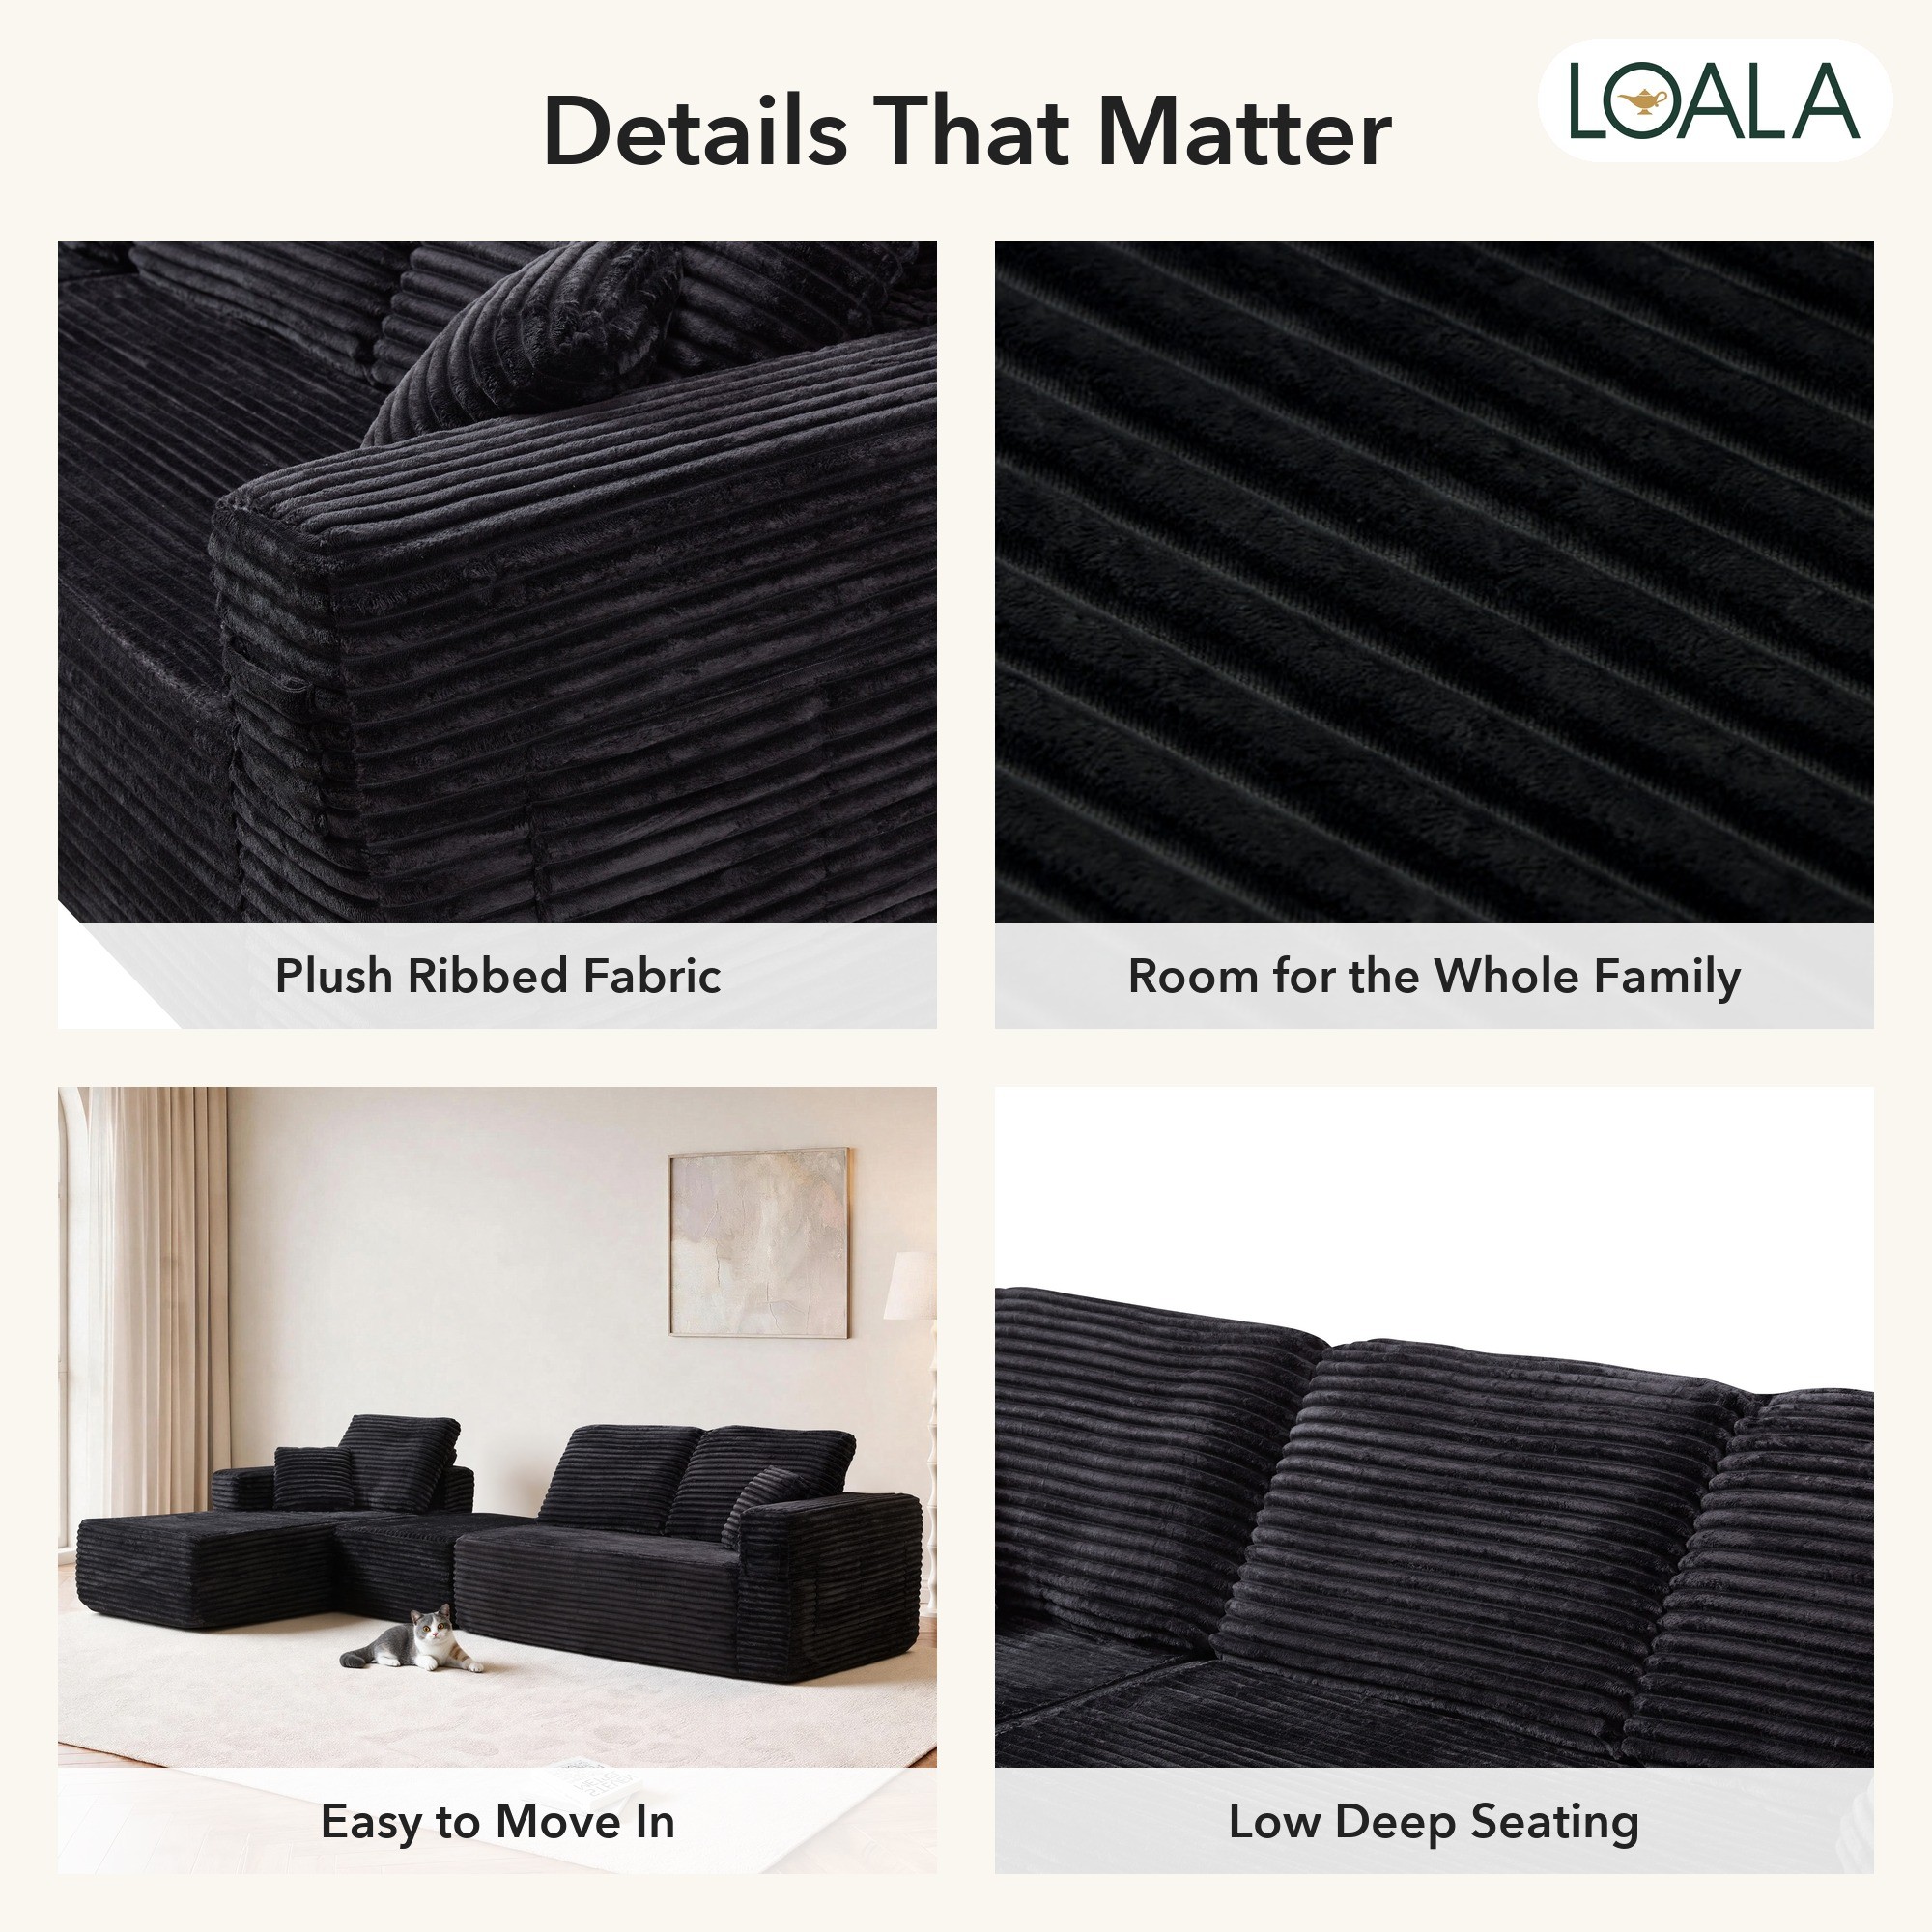 Details That Matter
LOALA
Plush Ribbed Fabric
Room for the Whole Family
Easy to Move In
Low Deep Seating